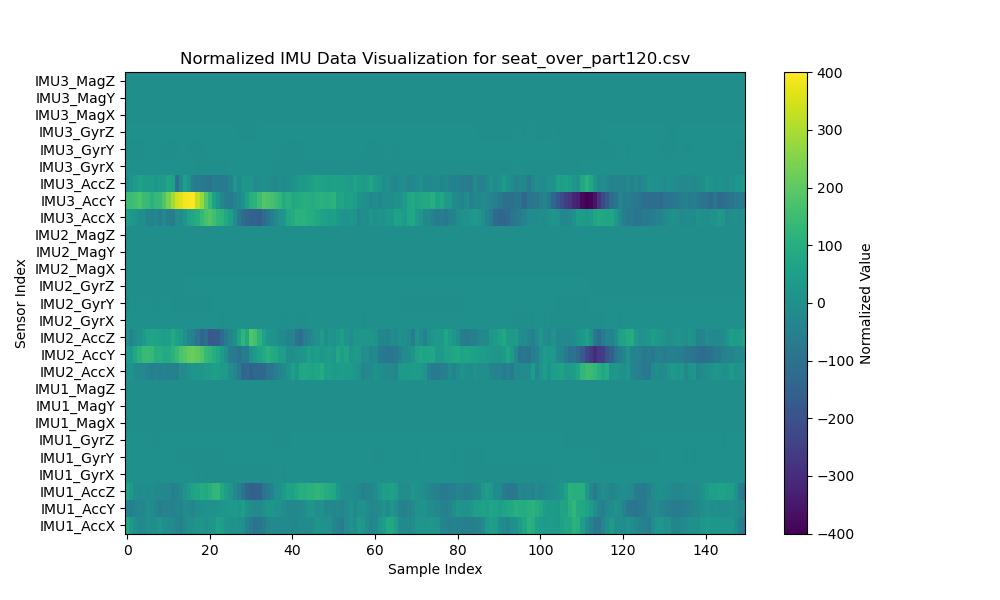 Normalized IMU Data Visualization for seat_over_part120.csv
IMU3_MagZ
IMU3_MagY
IMU3_MagX
IMU3_GyrZ
IMU3_GyrY
IMU3_GyrX
IMU3_AccZ
IMU3_AccY
IMU3_AccX
IMU2_MagZ
IMU2_MagY
IMU2_MagX
IMU2_GyrZ
IMU2_GyrY
IMU2_GyrX
IMU2_AccZ
IMU2_AccY
IMU2_AccX
IMU1_MagZ
IMU1_MagY
IMU1_MagX
IMU1_GyrZ
IMU1_GyrY
IMU1_GyrX
IMU1_AccZ
IMU1_AccY
IMU1_AccX
Sensor Index
0 20 40 60 80 100 120 140
Sample Index
400
300
200
100
0
−100
−200
−300
−400
Normalized Value